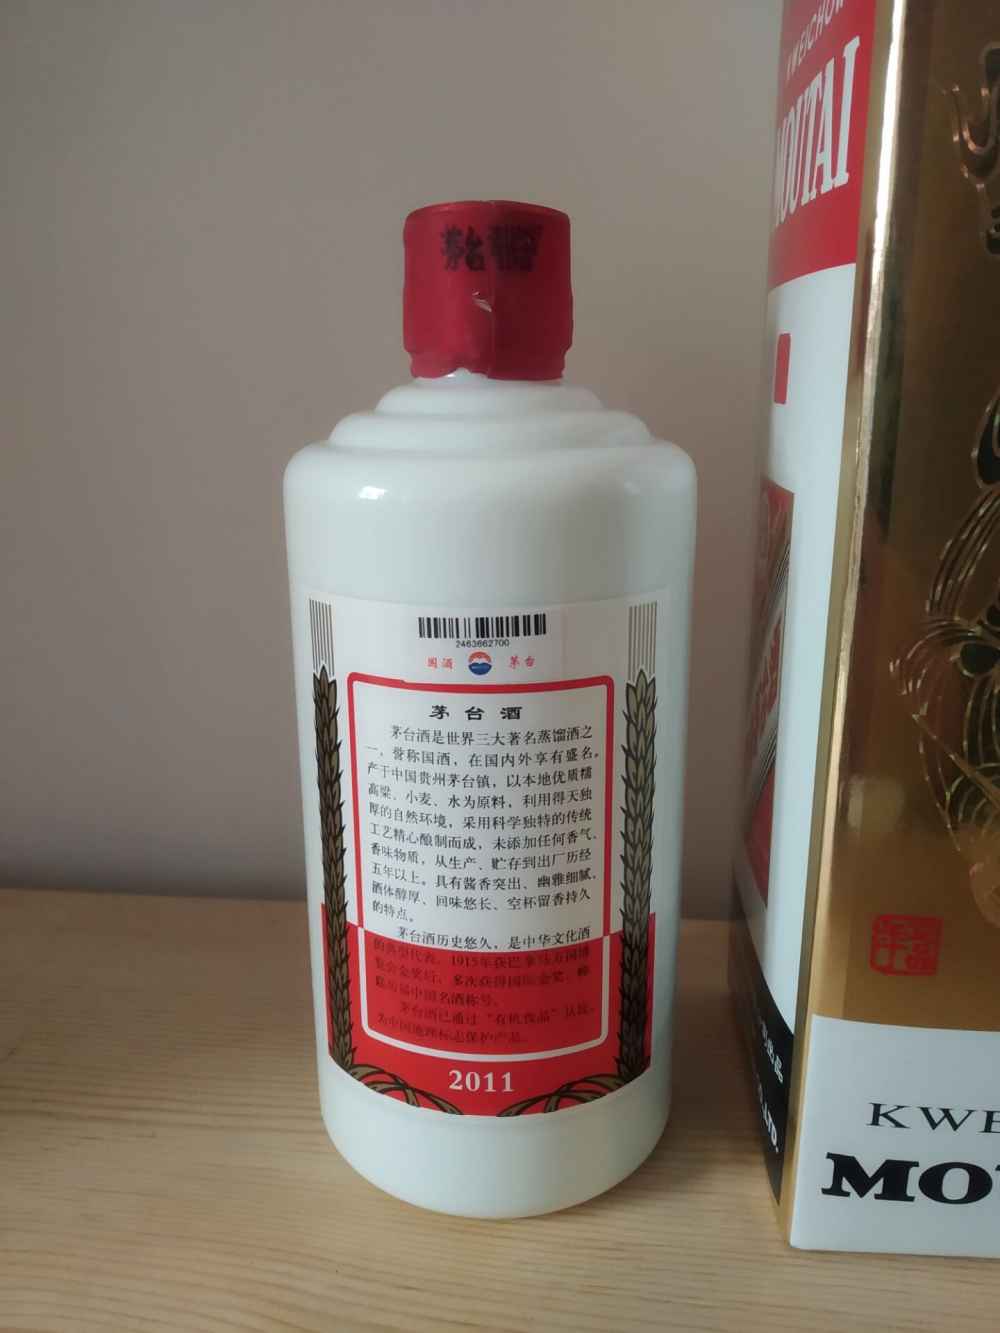 茅台
2463662700
国酒 茅台
茅台酒
茅台酒是世界三大著名蒸馏酒之
一，誉称国酒，在国内外享有盛名。
产于中国贵州茅台镇，以本地优质糯
高粱、小麦、水为原料，利用得天独
厚的自然环境，采用科学独特的传统
工艺精心酿制而成，未添加任何香气、
香味物质，从生产、贮存到出厂历经
五年以上。具有酱香突出、幽雅细腻、
酒体醇厚、回味悠长、空杯留香持久
的特点。
茅台酒历史悠久，是中华文化酒
的典型代表。1915年获巴拿马万国博
览会金奖后，多次获得国际金奖，蝉
联历届中国名酒称号。
茅台酒已通过“有机食品”认证，
为中国地理标志保护产品。
2011
KWEICHOW
MOUTAI
LTD.
KWE
MOU